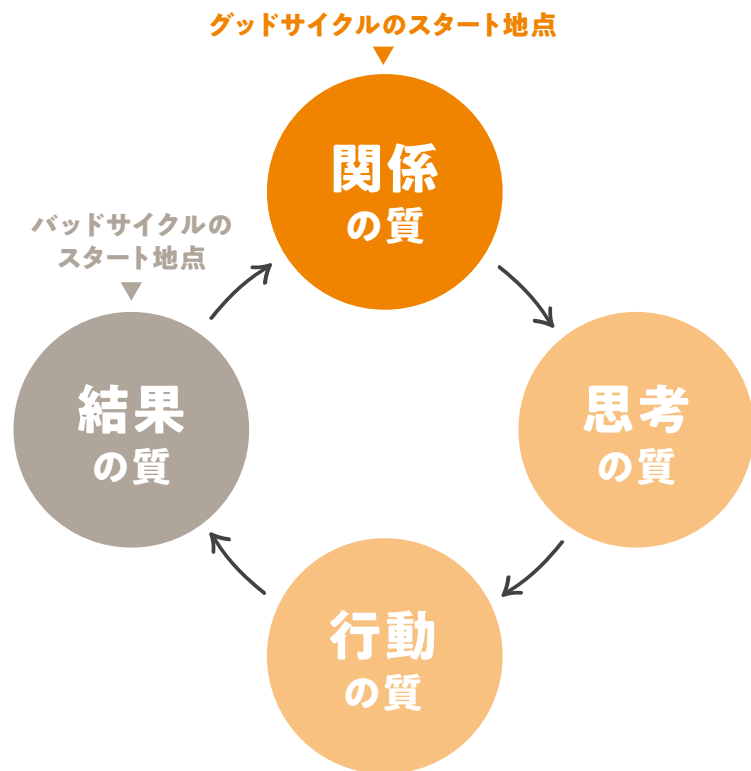 グッドサイクルのスタート地点
関係
の質
バッドサイクルの
スタート地点
結果
の質
思考
の質
行動
の質